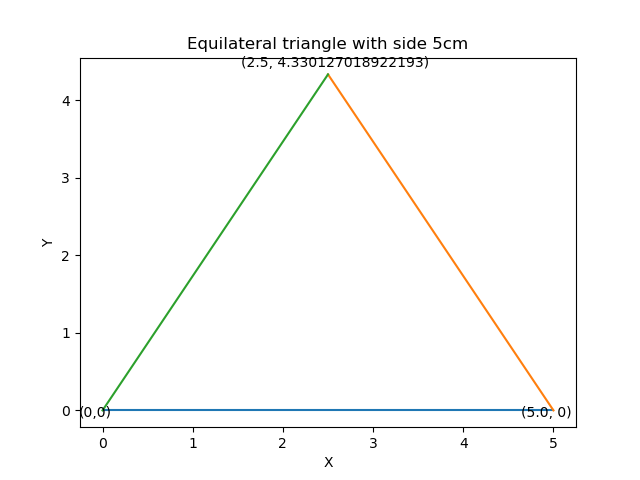 Equilateral triangle with side 5cm
(2.5, 4.330127018922193)
4
3
Y
2
1
0
(0,0)
(5.0, 0)
0 1 2 3 4 5
X